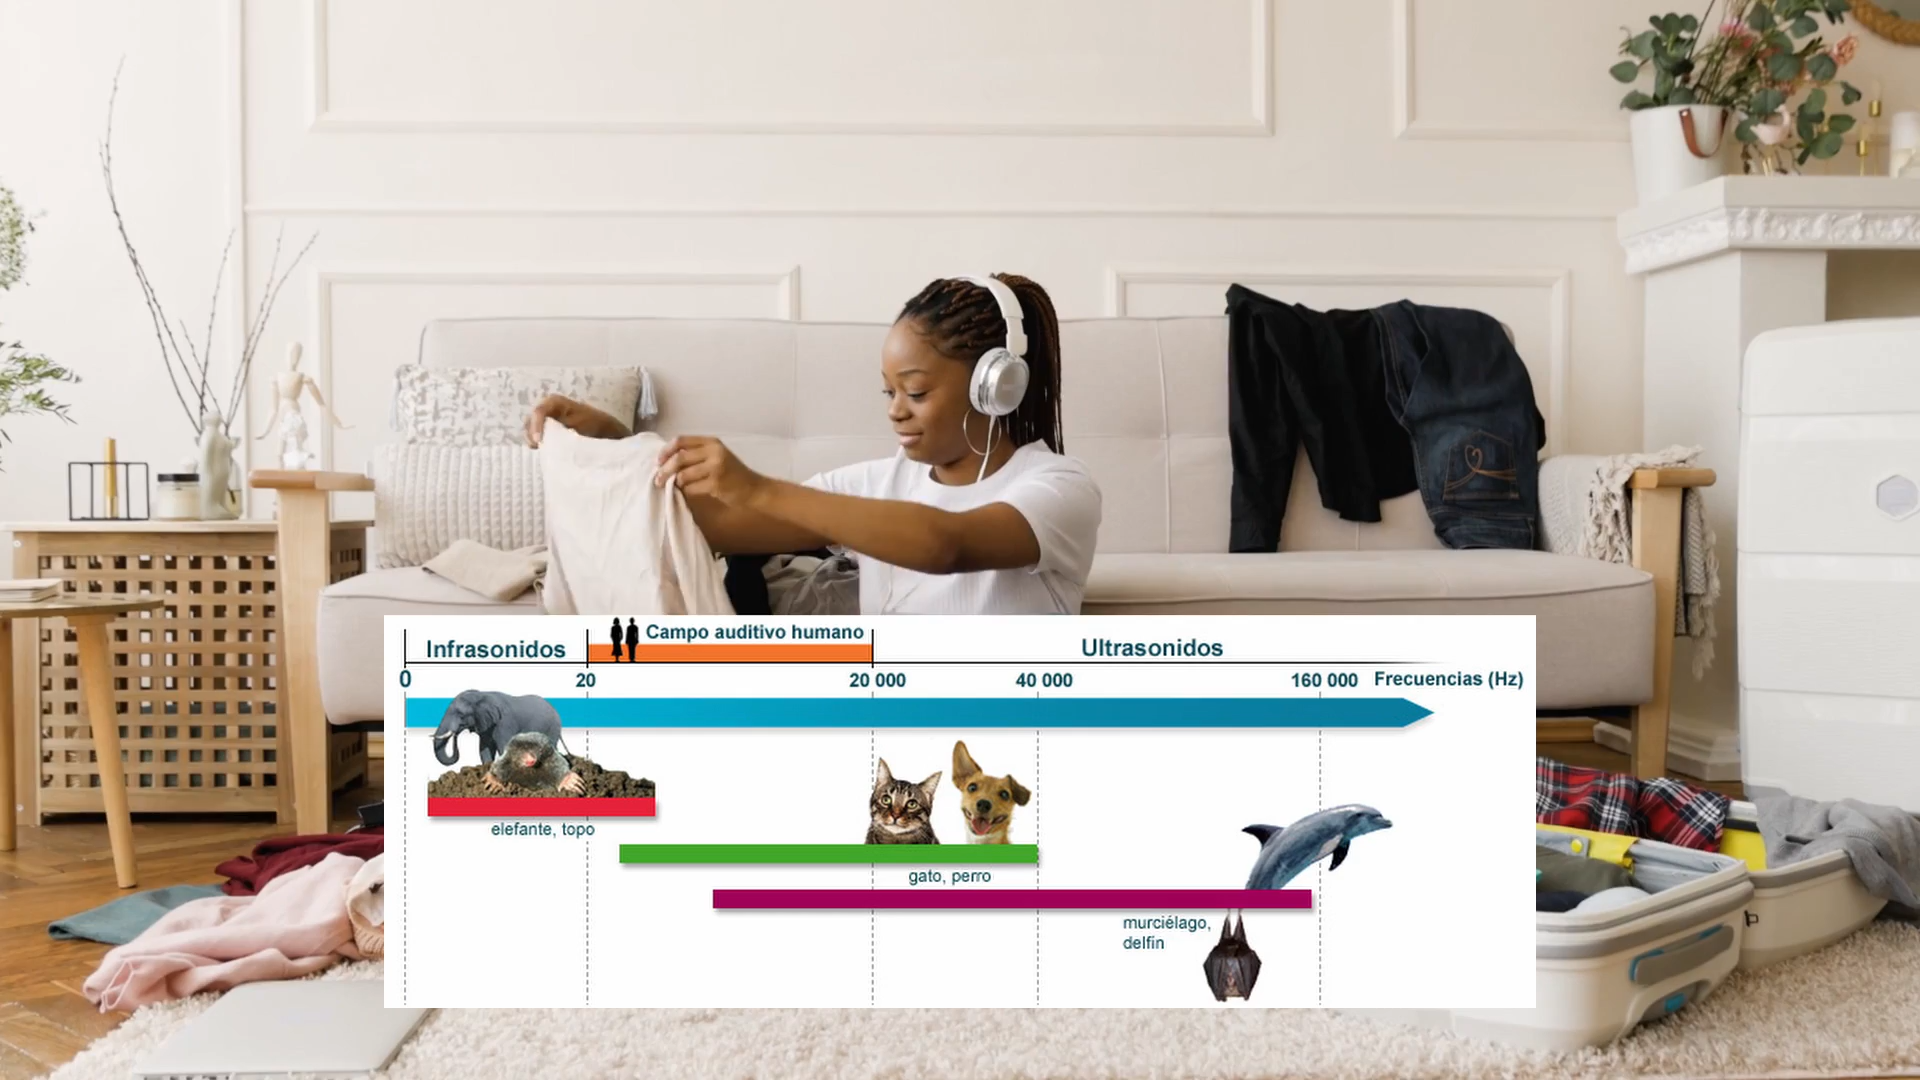 Infrasonidos
Campo auditivo humano
Ultrasonidos
0 20 20 000 40 000 160 000 Frecuencias (Hz)
elefante, topo
gato, perro
murciélago,
delfín